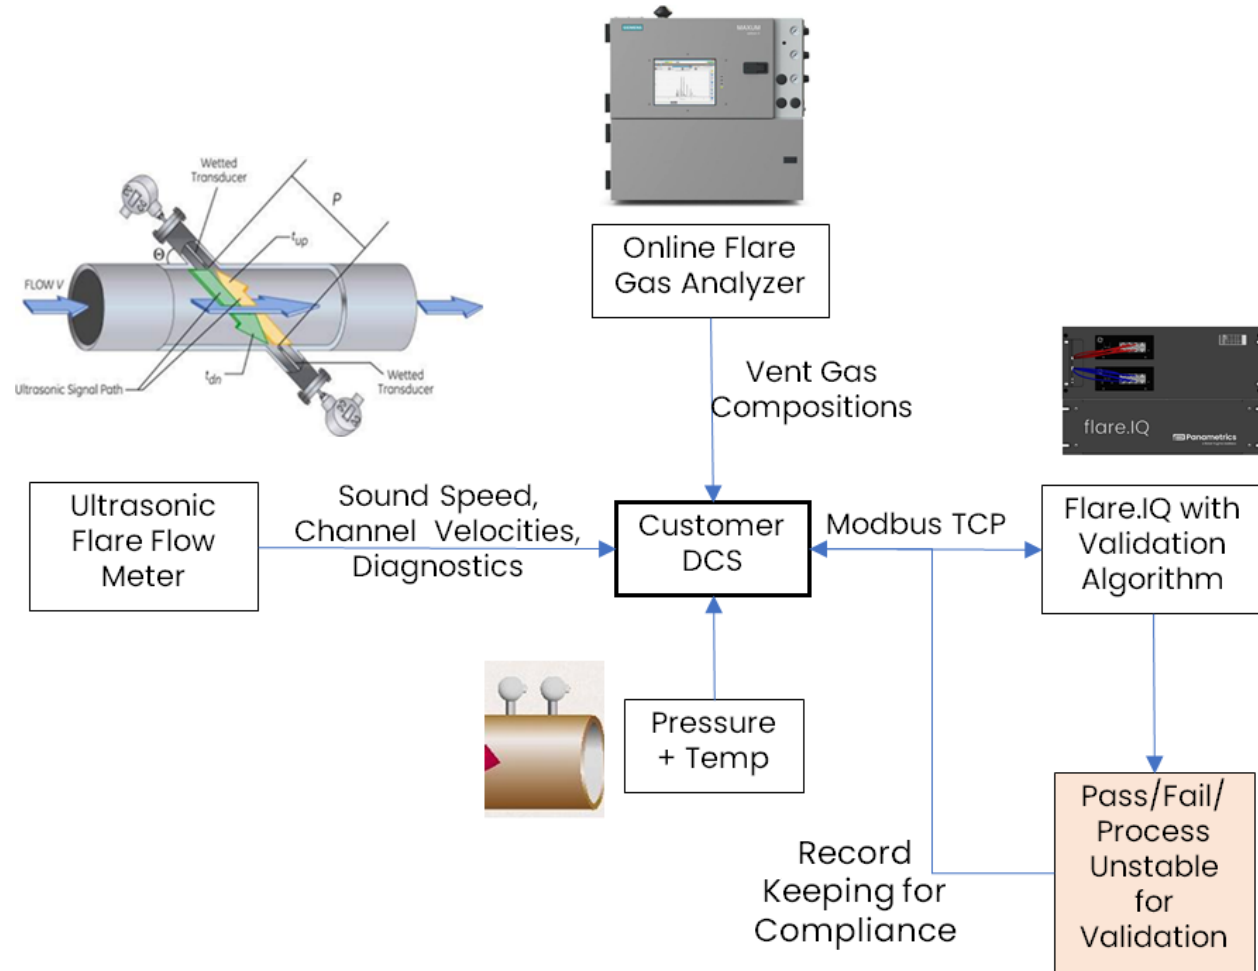 SIEMENS
MAXUM
Wetted
Transducer
P
t_up
Θ
FLOW V
t_dn
Ultrasonic Signal Path
Wetted
Transducer
Online Flare
Gas Analyzer
Vent Gas
Compositions
flare.IQ
Panametrics
Ultrasonic
Flare Flow
Meter
Sound Speed,
Channel Velocities,
Diagnostics
Customer
DCS
Modbus TCP
Flare.IQ with
Validation
Algorithm
Pressure
+ Temp
Record
Keeping for
Compliance
Pass/Fail/
Process
Unstable
for
Validation